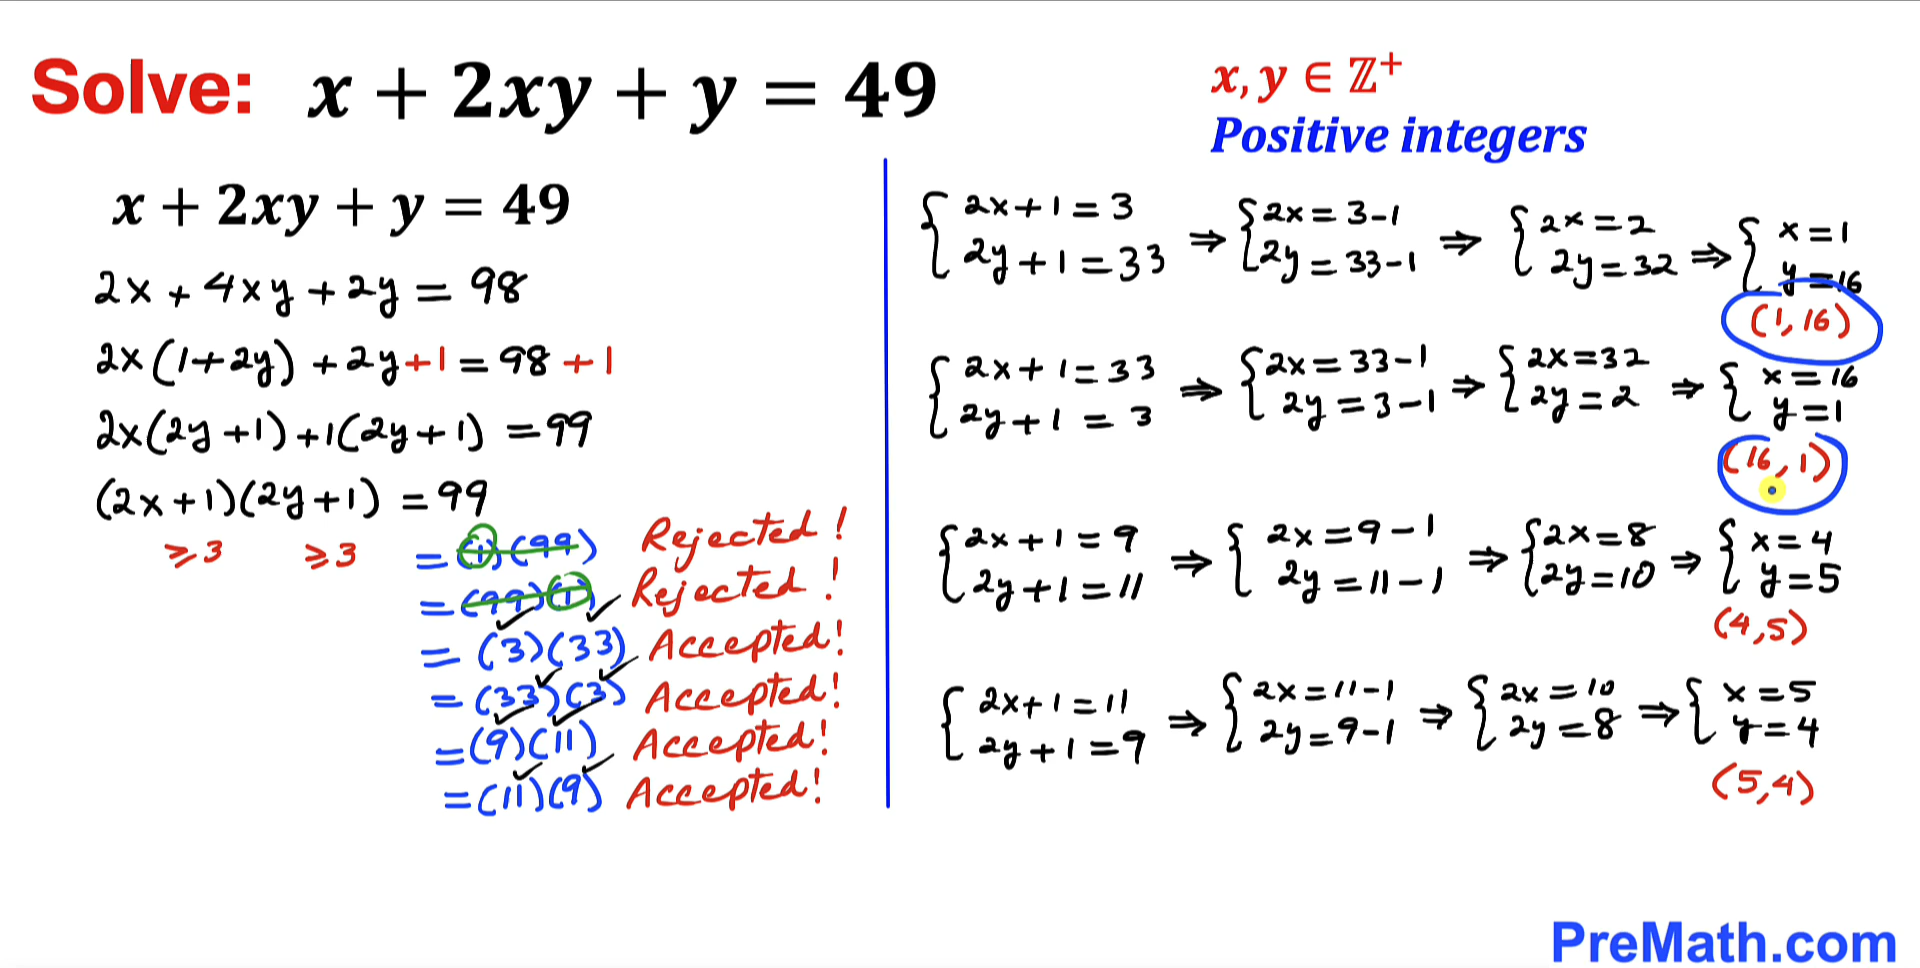 Solve: x + 2xy + y = 49
x, y ∈ ℤ⁺
Positive integers
x + 2xy + y = 49
2x + 4xy + 2y = 98
2x(1+2y) + 2y+1 = 98 + 1
2x(2y+1)+1(2y+1) = 99
(2x+1)(2y+1) = 99
≥3 ≥3
= (1)(99) Rejected!
= (99)(1) Rejected!
= (3)(33) Accepted!
= (33)(3) Accepted!
= (9)(11) Accepted!
= (11)(9) Accepted!
{2x+1=3 ⇒ {2x=3-1 ⇒ {2x=2 ⇒ {x=1
2y+1=33 2y=33-1 2y=32 y=16
(1,16)
{2x+1=33 ⇒ {2x=33-1 ⇒ {2x=32 ⇒ {x=16
2y+1=3 2y=3-1 2y=2 y=1
(16,1)
{2x+1=9 ⇒ {2x=9-1 ⇒ {2x=8 ⇒ {x=4
2y+1=11 2y=11-1 2y=10 y=5
(4,5)
{2x+1=11 ⇒ {2x=11-1 ⇒ {2x=10 ⇒ {x=5
2y+1=9 2y=9-1 2y=8 y=4
(5,4)
PreMath.com